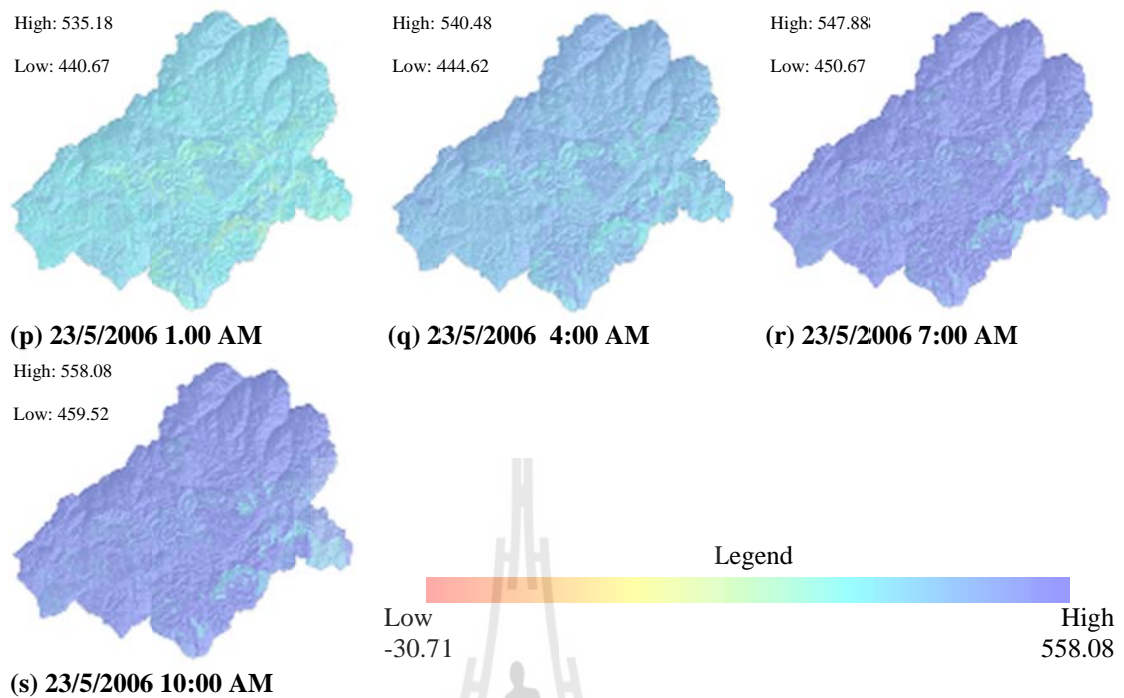 High: 535.18
Low: 440.67
High: 540.48
Low: 444.62
High: 547.88
Low: 450.67
(p) 23/5/2006 1.00 AM
(q) 23/5/2006 4:00 AM
(r) 23/5/2006 7:00 AM
High: 558.08
Low: 459.52
Legend
Low
-30.71
High
558.08
(s) 23/5/2006 10:00 AM